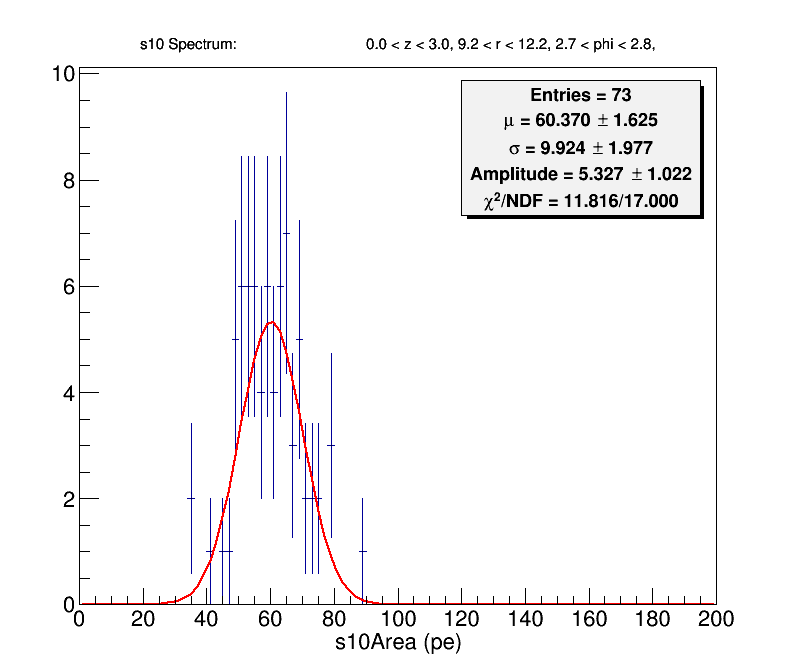 s10 Spectrum: 0.0 < z < 3.0, 9.2 < r < 12.2, 2.7 < phi < 2.8,
Entries = 73
μ = 60.370 ± 1.625
σ = 9.924 ± 1.977
Amplitude = 5.327 ± 1.022
χ²/NDF = 11.816/17.000
10
8
6
4
2
0
0 20 40 60 80 100 120 140 160 180 200
s10Area (pe)